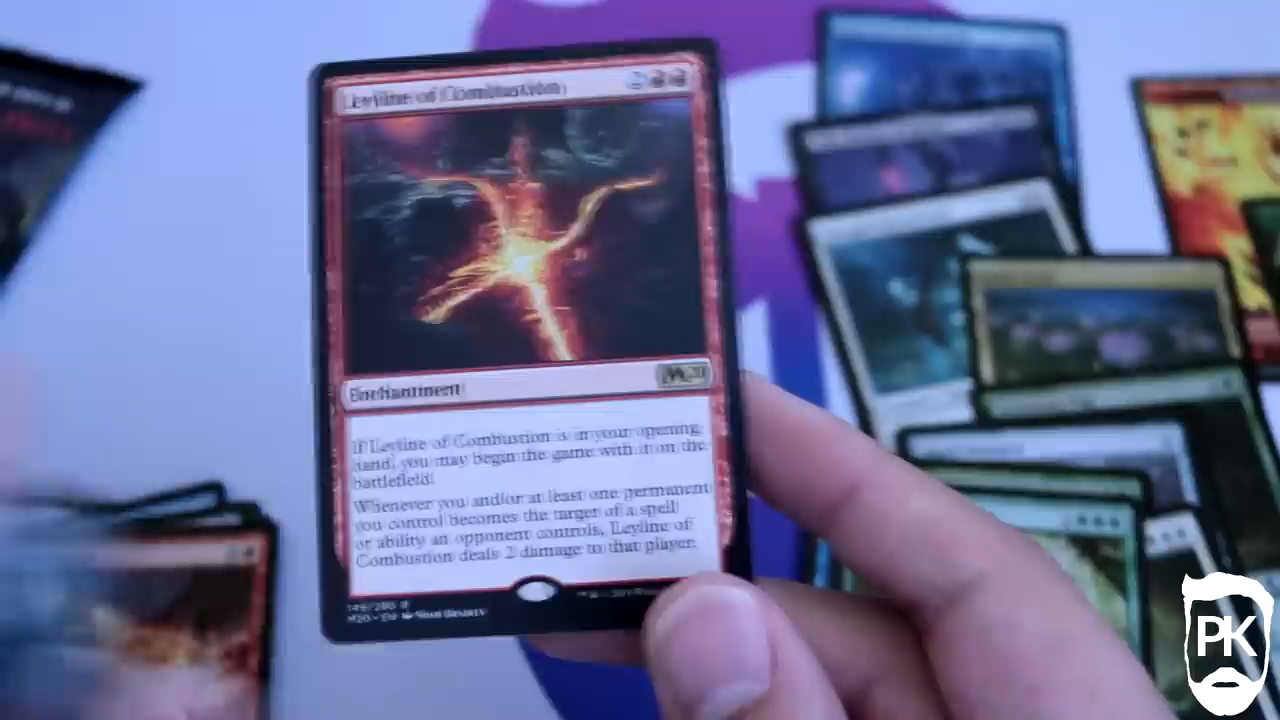 Leyline of Combustion
Enchantment
M20
If Leyline of Combustion is in your opening
hand, you may begin the game with it on the
battlefield.
Whenever you and/or at least one permanent
you control becomes the target of a spell
or ability an opponent controls, Leyline of
Combustion deals 2 damage to that player.
M20 • EN
PK